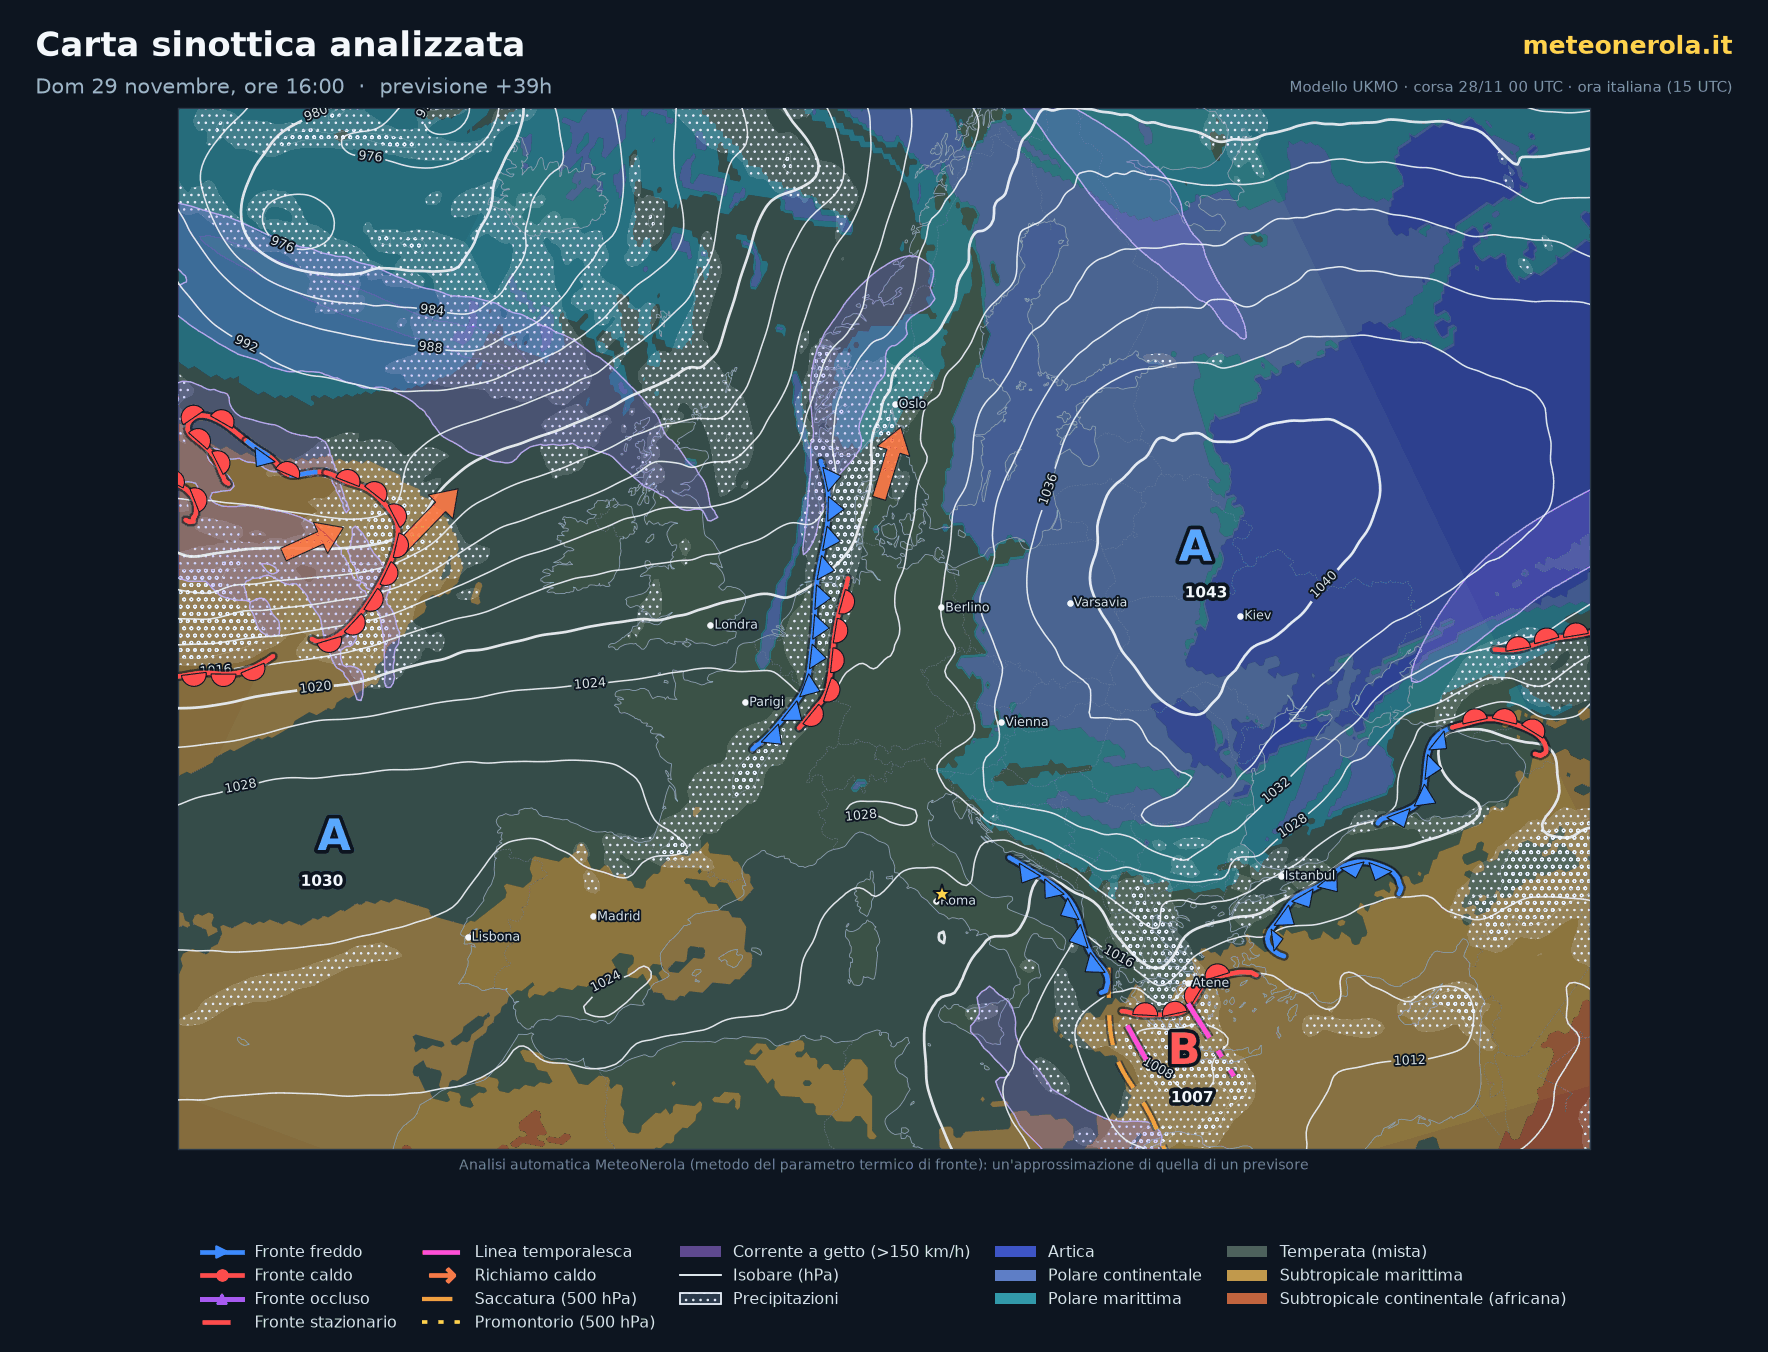 Carta sinottica analizzata
meteonerola.it
Dom 29 novembre, ore 16:00 · previsione +39h
Modello UKMO · corsa 28/11 00 UTC · ora italiana (15 UTC)
980
976
976
984
988
992
Oslo
1036
A
1043
1040
Berlino
Varsavia
Kiev
Londra
1016
1020
1024
Parigi
Vienna
1028
1028
1032
1028
A
1030
Istanbul
Madrid
Roma
Lisbona
1016
1024
Atene
B
1008
1012
1007
Analisi automatica MeteoNerola (metodo del parametro termico di fronte): un'approssimazione di quella di un previsore
Fronte freddo
Fronte caldo
Fronte occluso
Fronte stazionario
Linea temporalesca
Richiamo caldo
Saccatura (500 hPa)
Promontorio (500 hPa)
Corrente a getto (>150 km/h)
Isobare (hPa)
Precipitazioni
Artica
Polare continentale
Polare marittima
Temperata (mista)
Subtropicale marittima
Subtropicale continentale (africana)